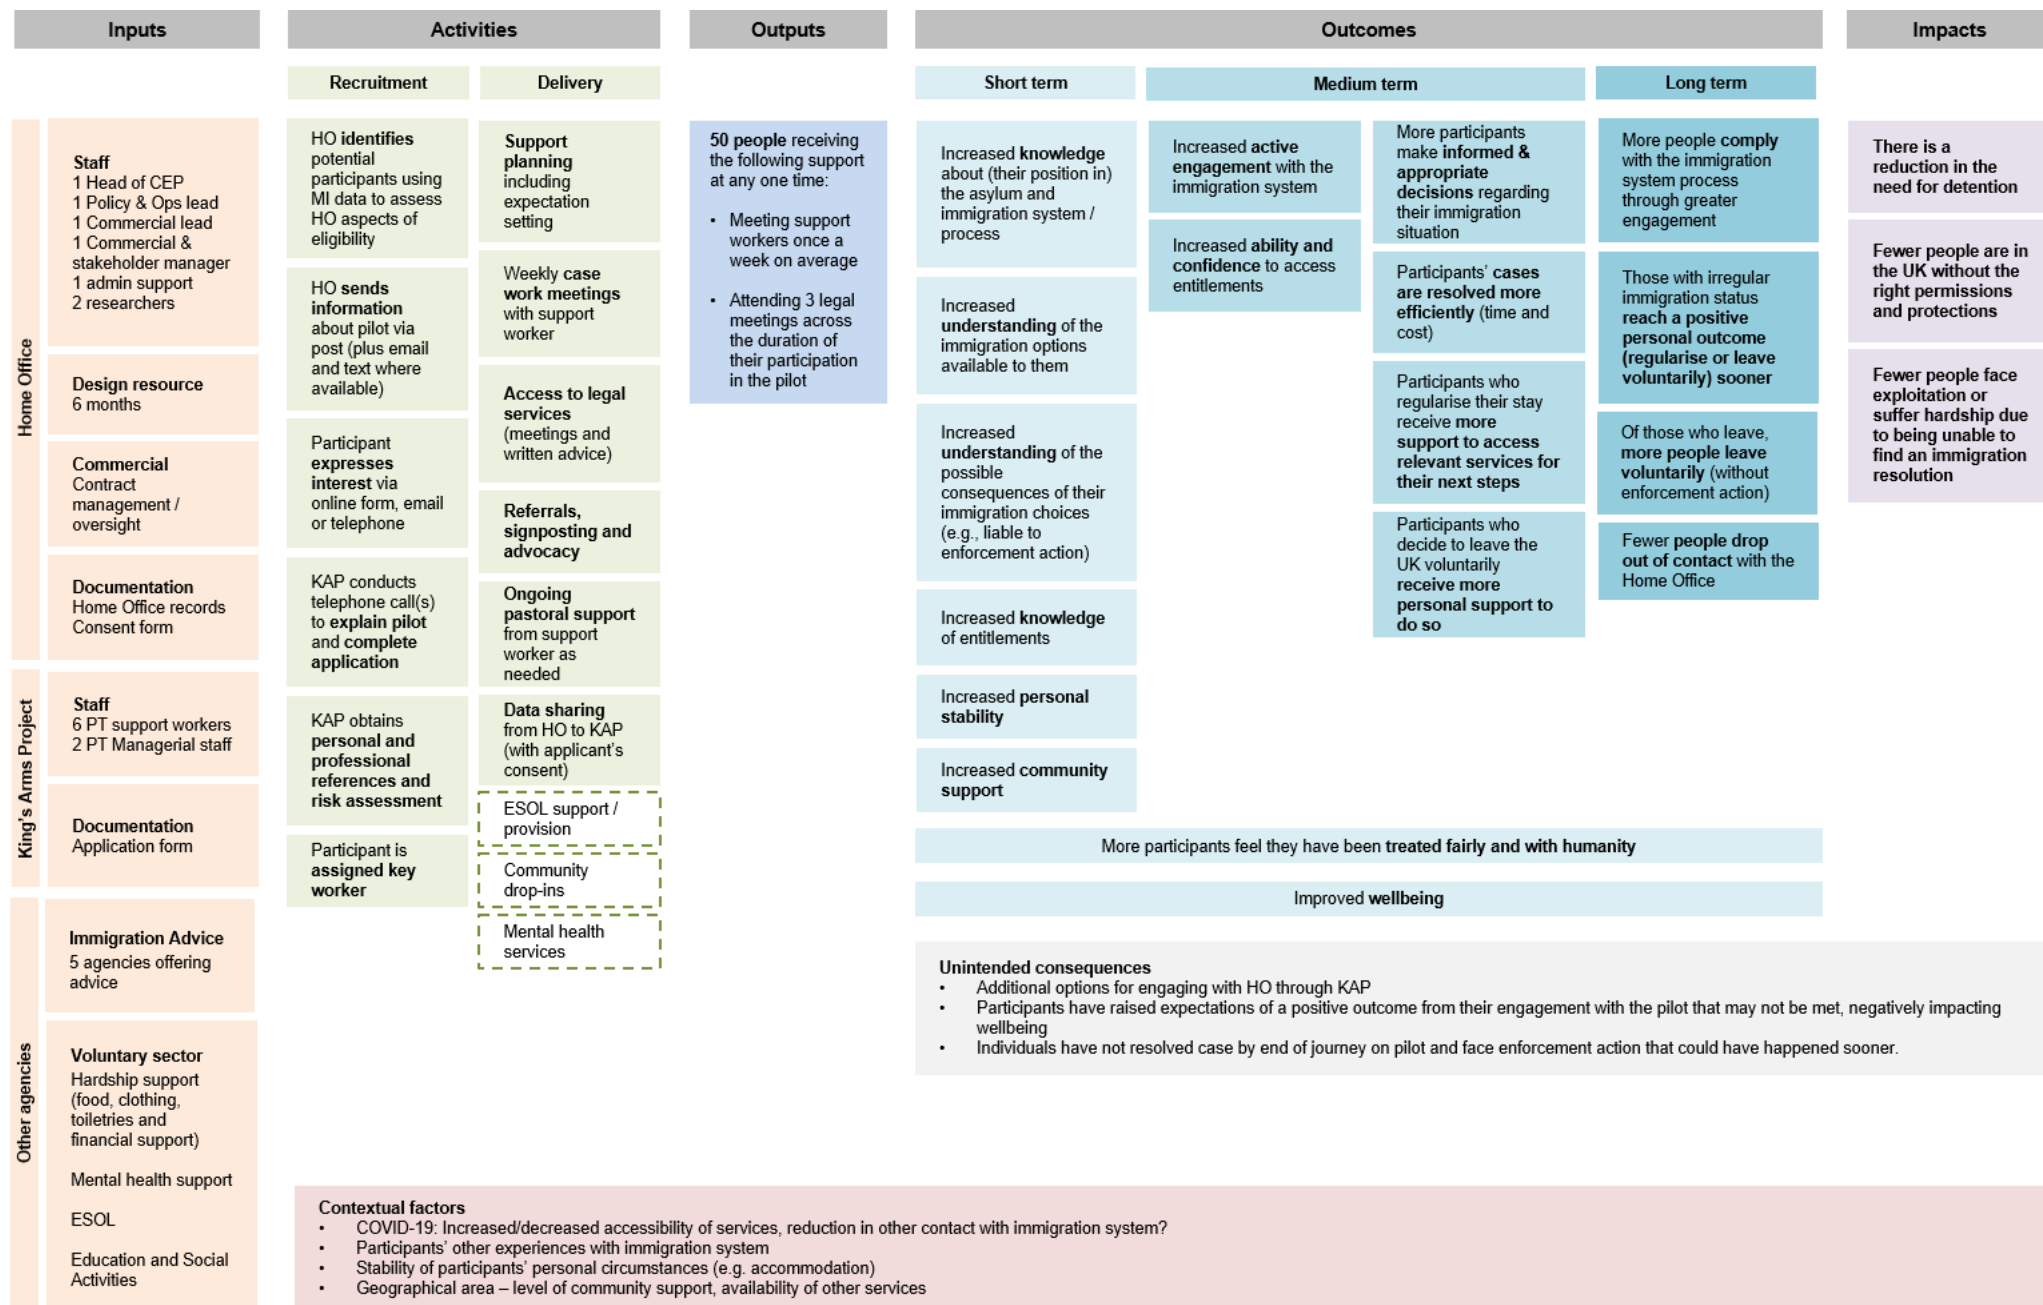 Inputs
Activities
Outputs
Outcomes
Impacts
Recruitment
Delivery
Short term
Medium term
Long term
Home Office
Staff
1 Head of CEP
1 Policy & Ops lead
1 Commercial lead
1 Commercial &
stakeholder manager
1 admin support
2 researchers
Design resource
6 months
Commercial
Contract
management /
oversight
Documentation
Home Office records
Consent form
King's Arms Project
Staff
6 PT support workers
2 PT Managerial staff
Documentation
Application form
Other agencies
Immigration Advice
5 agencies offering
advice
Voluntary sector
Hardship support
(food, clothing,
toiletries and
financial support)
Mental health support
ESOL
Education and Social
Activities
HO identifies
potential
participants using
MI data to assess
HO aspects of
eligibility
HO sends
information
about pilot via
post (plus email
and text where
available)
Participant
expresses
interest via
online form, email
or telephone
KAP conducts
telephone call(s)
to explain pilot
and complete
application
KAP obtains
personal and
professional
references and
risk assessment
Participant is
assigned key
worker
Support
planning
including
expectation
setting
Weekly case
work meetings
with support
worker
Access to legal
services
(meetings and
written advice)
Referrals,
signposting and
advocacy
Ongoing
pastoral support
from support
worker as
needed
Data sharing
from HO to KAP
(with applicant's
consent)
ESOL support /
provision
Community
drop-ins
Mental health
services
50 people receiving
the following support
at any one time:
• Meeting support
workers once a
week on average
• Attending 3 legal
meetings across
the duration of
their participation
in the pilot
Increased knowledge
about (their position in)
the asylum and
immigration system /
process
Increased
understanding of the
immigration options
available to them
Increased
understanding of the
possible
consequences of their
immigration choices
(e.g., liable to
enforcement action)
Increased knowledge
of entitlements
Increased personal
stability
Increased community
support
Increased active
engagement with the
immigration system
Increased ability and
confidence to access
entitlements
More participants
make informed &
appropriate
decisions regarding
their immigration
situation
Participants' cases
are resolved more
efficiently (time and
cost)
Participants who
regularise their stay
receive more
support to access
relevant services for
their next steps
Participants who
decide to leave the
UK voluntarily
receive more
personal support to
do so
More people comply
with the immigration
system process
through greater
engagement
Those with irregular
immigration status
reach a positive
personal outcome
(regularise or leave
voluntarily) sooner
Of those who leave,
more people leave
voluntarily (without
enforcement action)
Fewer people drop
out of contact with the
Home Office
There is a
reduction in the
need for detention
Fewer people are in
the UK without the
right permissions
and protections
Fewer people face
exploitation or
suffer hardship due
to being unable to
find an immigration
resolution
More participants feel they have been treated fairly and with humanity
Improved wellbeing
Unintended consequences
• Additional options for engaging with HO through KAP
• Participants have raised expectations of a positive outcome from their engagement with the pilot that may not be met, negatively impacting
wellbeing
• Individuals have not resolved case by end of journey on pilot and face enforcement action that could have happened sooner.
Contextual factors
• COVID-19: Increased/decreased accessibility of services, reduction in other contact with immigration system?
• Participants' other experiences with immigration system
• Stability of participants' personal circumstances (e.g. accommodation)
• Geographical area – level of community support, availability of other services